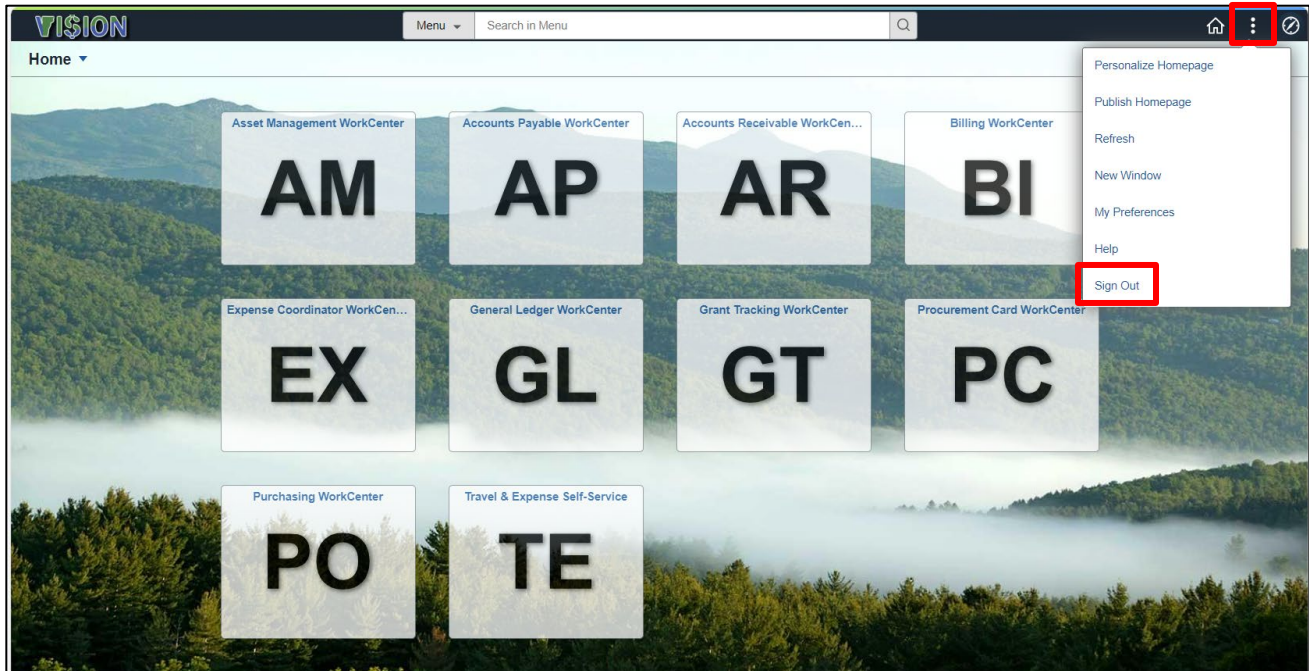 VISION
Menu
Search in Menu
Home
Personalize Homepage
Publish Homepage
Refresh
New Window
My Preferences
Help
Sign Out
Asset Management WorkCenter
AM
Accounts Payable WorkCenter
AP
Accounts Receivable WorkCen...
AR
Billing WorkCenter
BI
Expense Coordinator WorkCen...
EX
General Ledger WorkCenter
GL
Grant Tracking WorkCenter
GT
Procurement Card WorkCenter
PC
Purchasing WorkCenter
PO
Travel & Expense Self-Service
TE